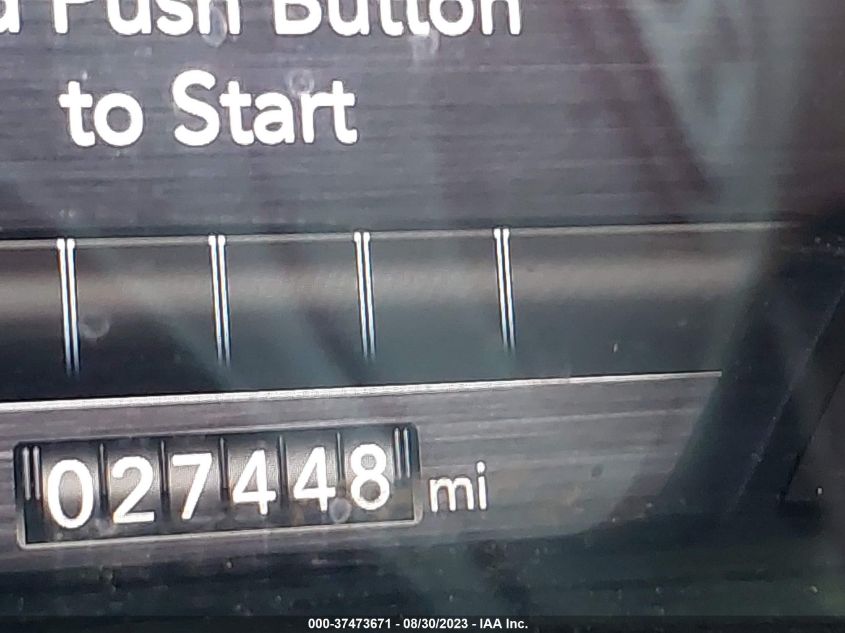 Push Button
to Start
027448 mi
000-37473671 - 08/30/2023 - IAA Inc.